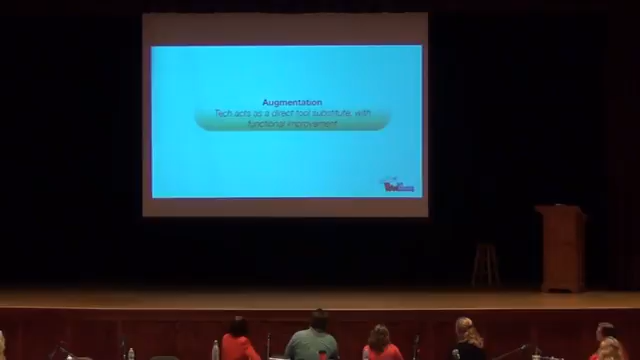 Augmentation
Tech acts as a direct tool substitute, with
functional improvement